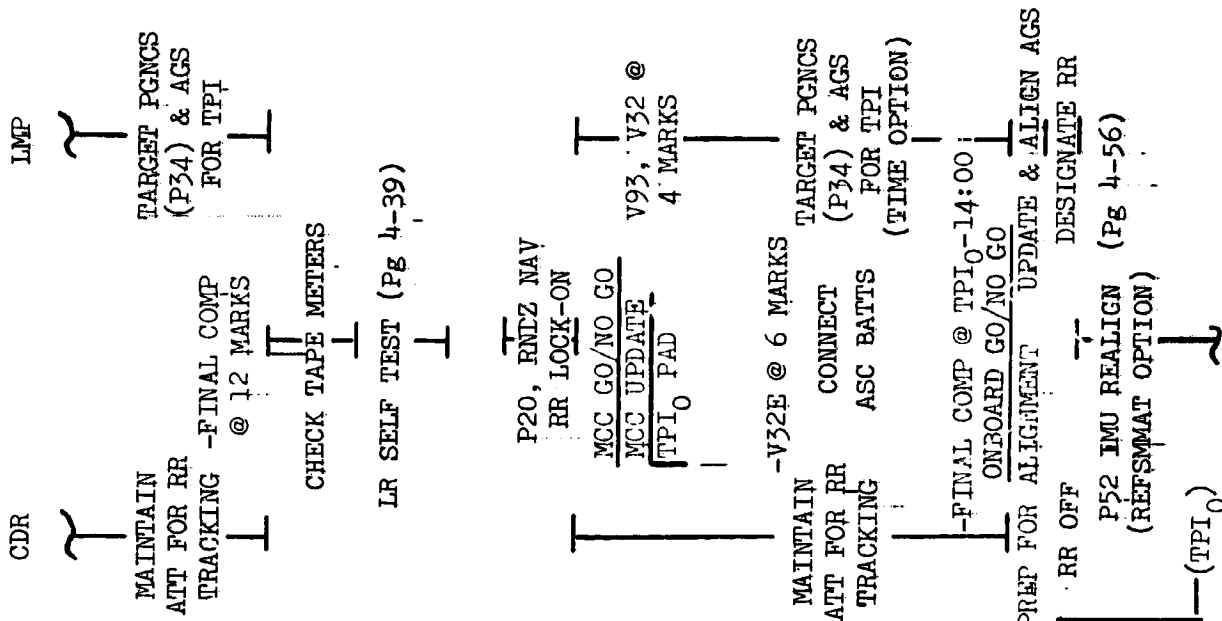 CDR
LMP
MAINTAIN
ATT FOR RR
TRACKING
-FINAL COMP
@ 12 MARKS
TARGET PGNCS
(P34) & AGS
FOR TPI
CHECK TAPE METERS
LR SELF TEST (Pg 4-39)
P20, RNDZ NAV
RR LOCK-ON
MCC GO/NO GO
MCC UPDATE
TPI0 PAD
V93, V32 @
4 MARKS
-V32E @ 6 MARKS
MAINTAIN
ATT FOR RR
TRACKING
CONNECT
ASC BATTS
TARGET PGNCS
(P34) & AGS
FOR TPI
(TIME OPTION)
-FINAL COMP @ TPI0-14:00
ONBOARD GO/NO GO
PREP FOR ALIGNMENT
UPDATE & ALIGN AGS
RR OFF
DESIGNATE RR
P52 IMU REALIGN
(REFSMMAT OPTION)
(Pg 4-56)
(TPI0)